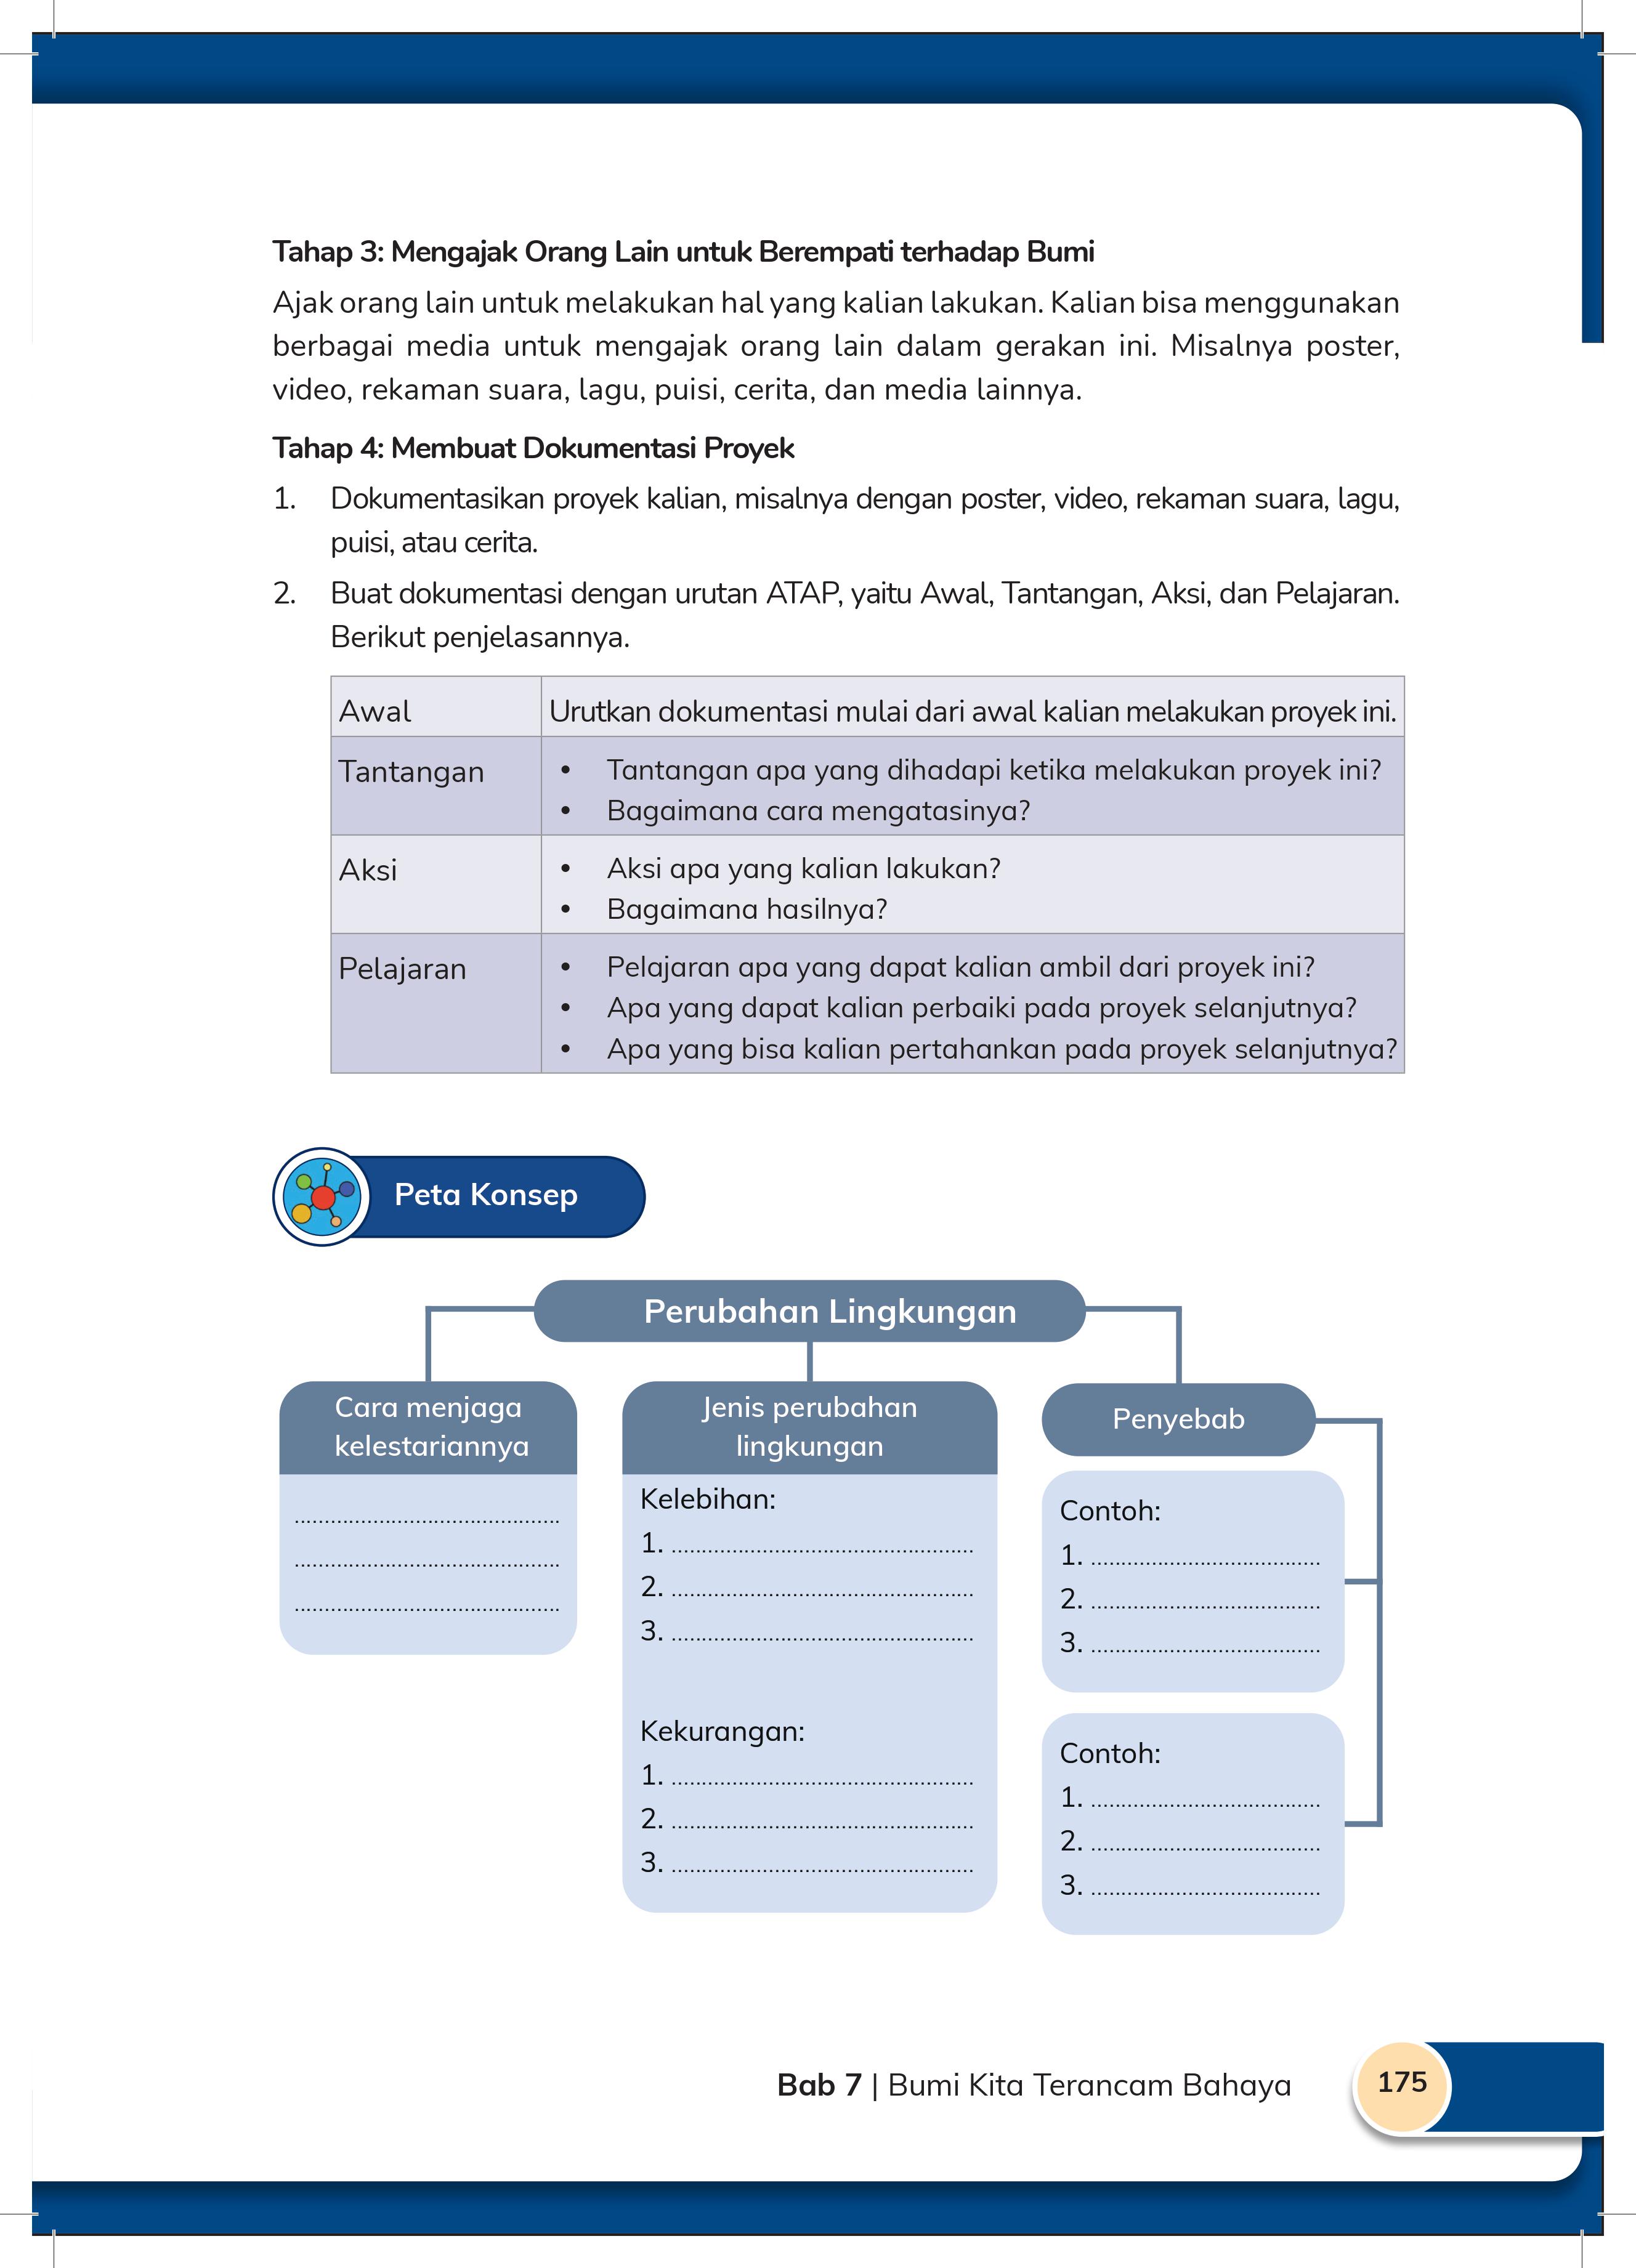 Tahap 3: Mengajak Orang Lain untuk Berempati terhadap Bumi
Ajak orang lain untuk melakukan hal yang kalian lakukan. Kalian bisa menggunakan
berbagai media untuk mengajak orang lain dalam gerakan ini. Misalnya poster,
video, rekaman suara, lagu, puisi, cerita, dan media lainnya.
Tahap 4: Membuat Dokumentasi Proyek
1. Dokumentasikan proyek kalian, misalnya dengan poster, video, rekaman suara, lagu,
puisi, atau cerita.
2. Buat dokumentasi dengan urutan ATAP, yaitu Awal, Tantangan, Aksi, dan Pelajaran.
Berikut penjelasannya.
Awal Urutkan dokumentasi mulai dari awal kalian melakukan proyek ini.
Tantangan • Tantangan apa yang dihadapi ketika melakukan proyek ini?
• Bagaimana cara mengatasinya?
Aksi • Aksi apa yang kalian lakukan?
• Bagaimana hasilnya?
Pelajaran • Pelajaran apa yang dapat kalian ambil dari proyek ini?
• Apa yang dapat kalian perbaiki pada proyek selanjutnya?
• Apa yang bisa kalian pertahankan pada proyek selanjutnya?
Peta Konsep
Perubahan Lingkungan
Cara menjaga
kelestariannya
............................................
............................................
............................................
Jenis perubahan
lingkungan
Kelebihan:
1. ..................................................
2. ..................................................
3. ..................................................
Kekurangan:
1. ..................................................
2. ..................................................
3. ..................................................
Penyebab
Contoh:
1. ......................................
2. ......................................
3. ......................................
Contoh:
1. ......................................
2. ......................................
3. ......................................
Bab 7 | Bumi Kita Terancam Bahaya
175